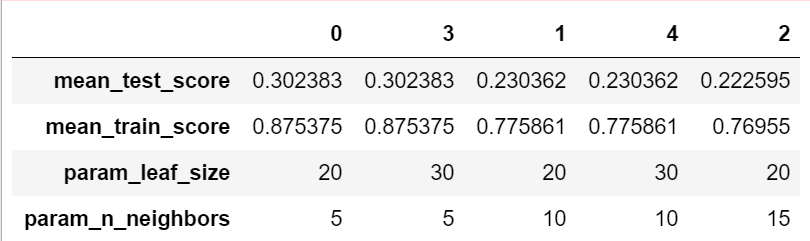 0 3 1 4 2
mean_test_score 0.302383 0.302383 0.230362 0.230362 0.222595
mean_train_score 0.875375 0.875375 0.775861 0.775861 0.76955
param_leaf_size 20 30 20 30 20
param_n_neighbors 5 5 10 10 15